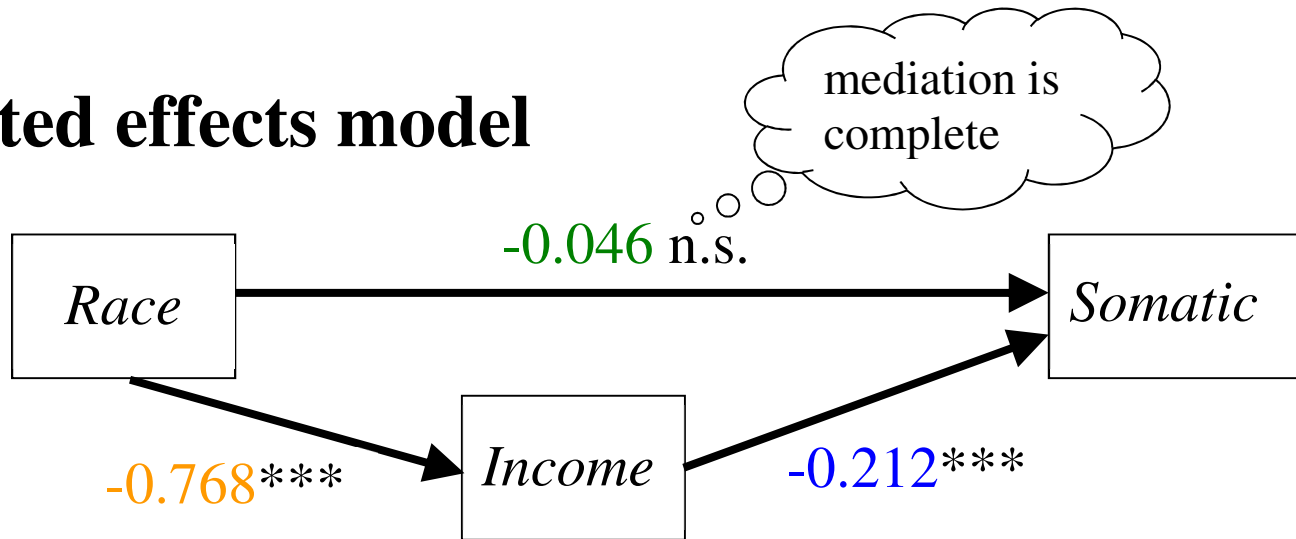 mediation is
complete
ted effects model
-0.046 n.s.
Race
Somatic
Income
-0.768***
-0.212***